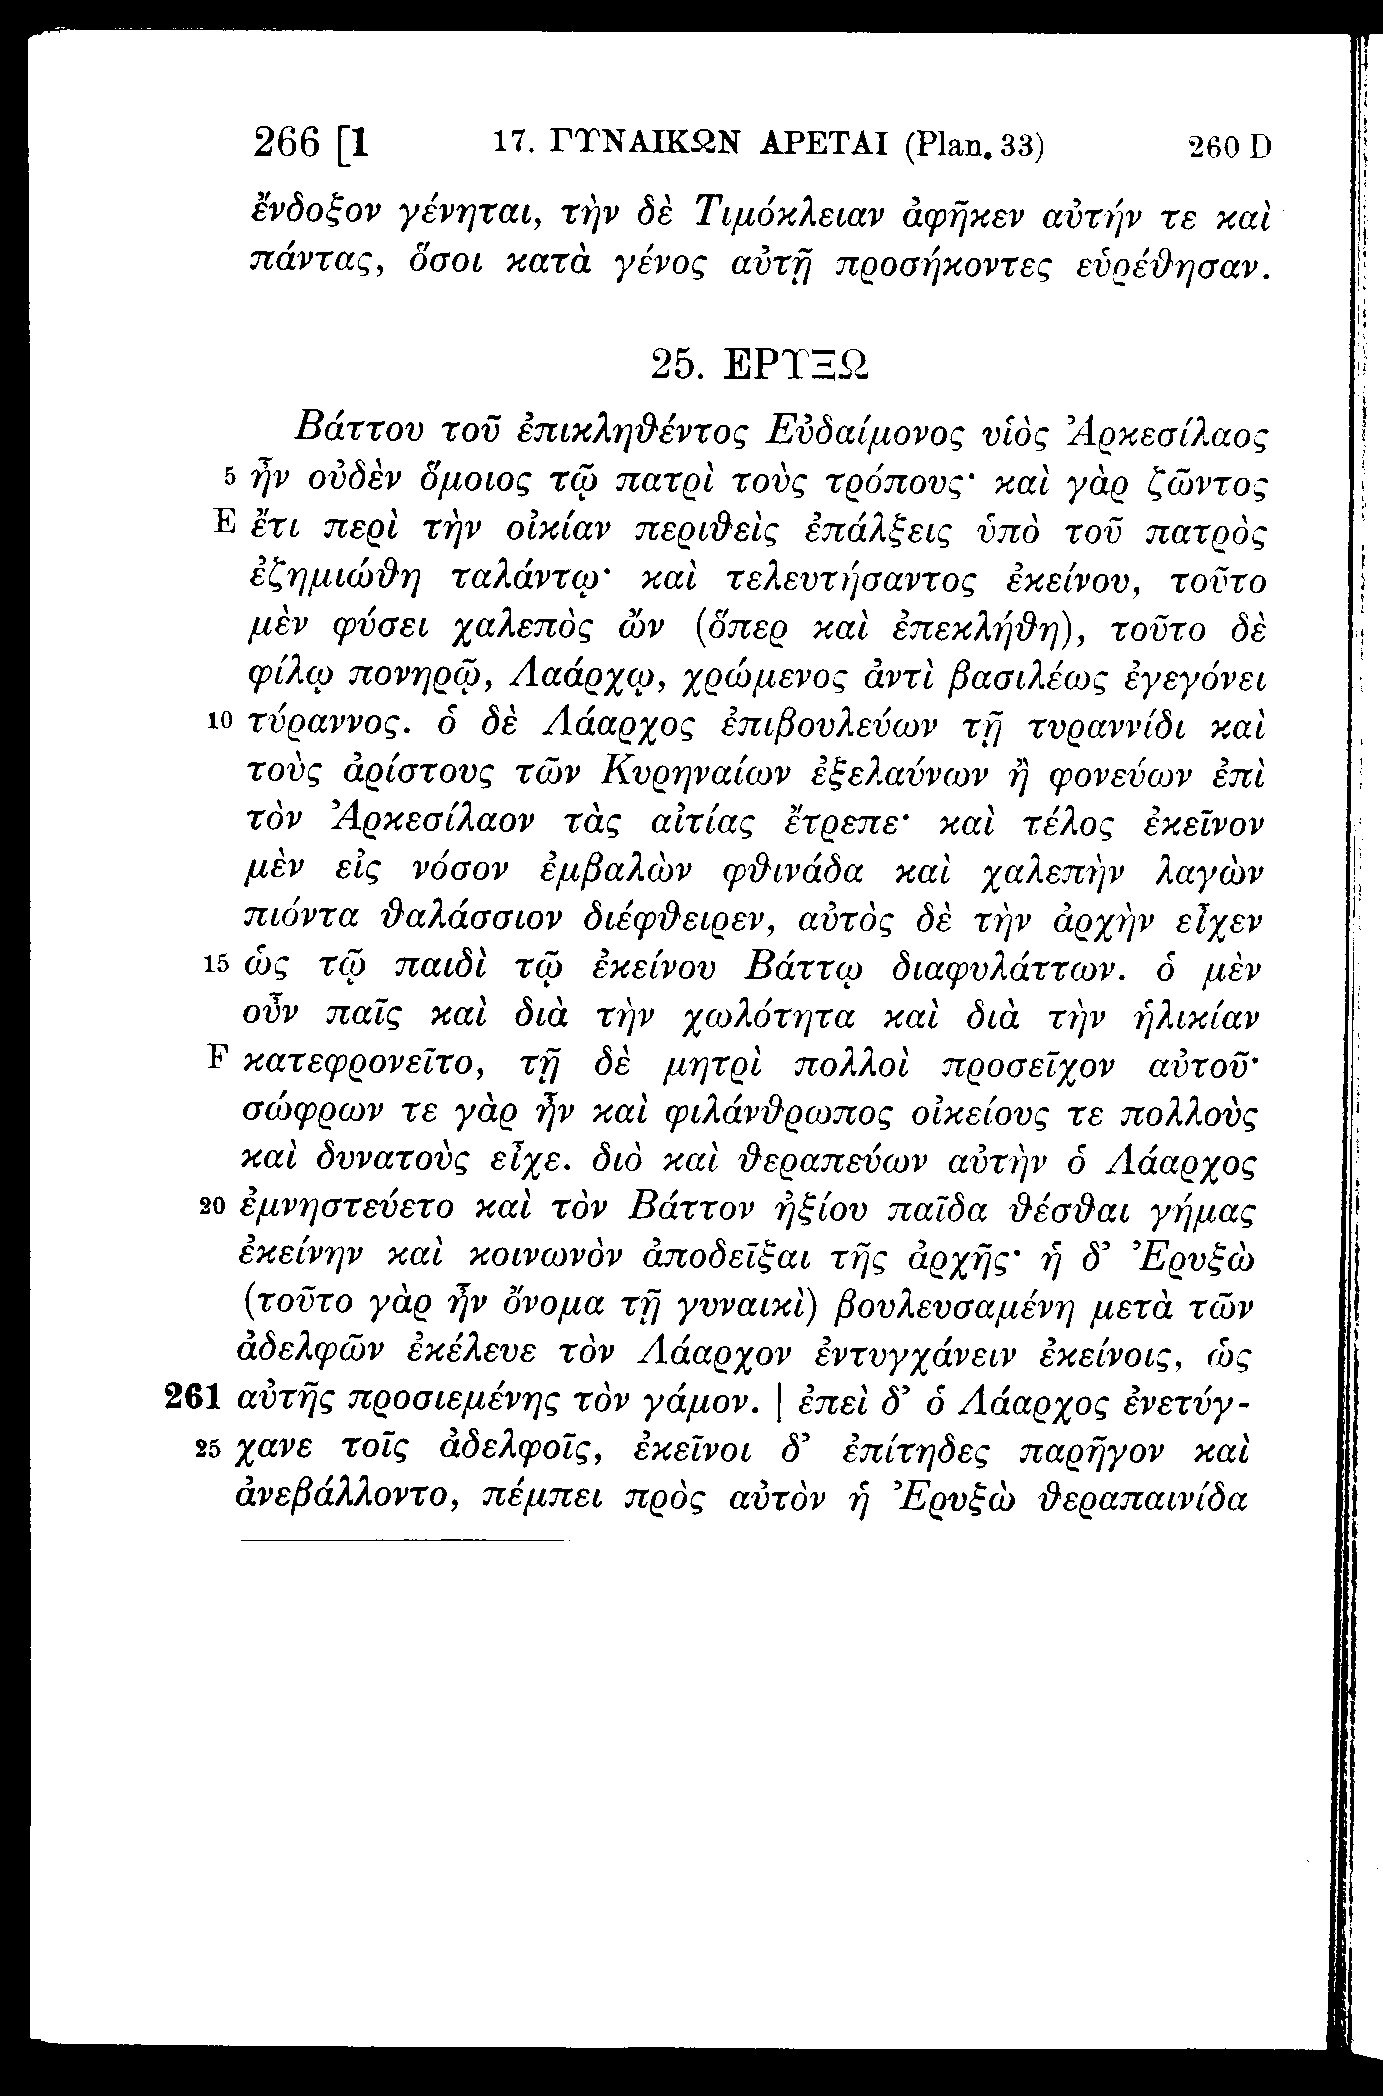 266 [1 17. ΓΥΝΑΙΚΩΝ ΑΡΕΤΑΙ (Plan. 33) 260 D
ἔνδοξον γένηται, τὴν δὲ Τιμόκλειαν ἀφῆκεν αὐτήν τε καὶ
πάντας, ὅσοι κατὰ γένος αὐτῇ προσήκοντες εὑρέθησαν.
25. ΕΡΥΞΩ
Βάττου τοῦ ἐπικληθέντος Εὐδαίμονος υἱὸς Ἀρκεσίλαος
5 ἦν οὐδὲν ὅμοιος τῷ πατρὶ τοὺς τρόπους· καὶ γὰρ ζῶντος
E ἔτι περὶ τὴν οἰκίαν περιθεὶς ἐπάλξεις ὑπὸ τοῦ πατρὸς
ἐζημιώθη ταλάντῳ· καὶ τελευτήσαντος ἐκείνου, τοῦτο
μὲν φύσει χαλεπὸς ὢν (ὅπερ καὶ ἐπεκλήθη), τοῦτο δὲ
φίλῳ πονηρῷ, Λαάρχῳ, χρώμενος ἀντὶ βασιλέως ἐγεγόνει
10 τύραννος. ὁ δὲ Λάαρχος ἐπιβουλεύων τῇ τυραννίδι καὶ
τοὺς ἀρίστους τῶν Κυρηναίων ἐξελαύνων ἢ φονεύων ἐπὶ
τὸν Ἀρκεσίλαον τὰς αἰτίας ἔτρεπε· καὶ τέλος ἐκεῖνον
μὲν εἰς νόσον ἐμβαλὼν φθινάδα καὶ χαλεπὴν λαγὼν
πιόντα θαλάσσιον διέφθειρεν, αὐτὸς δὲ τὴν ἀρχὴν εἶχεν
15 ὡς τῷ παιδὶ τῷ ἐκείνου Βάττῳ διαφυλάττων. ὁ μὲν
οὖν παῖς καὶ διὰ τὴν χωλότητα καὶ διὰ τὴν ἡλικίαν
F κατεφρονεῖτο, τῇ δὲ μητρὶ πολλοὶ προσεῖχον αὐτοῦ·
σώφρων τε γὰρ ἦν καὶ φιλάνθρωπος οἰκείους τε πολλοὺς
καὶ δυνατοὺς εἶχε. διὸ καὶ θεραπεύων αὐτὴν ὁ Λάαρχος
20 ἐμνηστεύετο καὶ τὸν Βάττον ἠξίου παῖδα θέσθαι γήμας
ἐκείνην καὶ κοινωνὸν ἀποδεῖξαι τῆς ἀρχῆς· ἡ δ’ Ἐρυξὼ
(τοῦτο γὰρ ἦν ὄνομα τῇ γυναικὶ) βουλευσαμένη μετὰ τῶν
ἀδελφῶν ἐκέλευε τὸν Λάαρχον ἐντυγχάνειν ἐκείνοις, ὡς
261 αὐτῆς προσιεμένης τὸν γάμον. | ἐπεὶ δ’ ὁ Λάαρχος ἐνετύγ-
25 χανε τοῖς ἀδελφοῖς, ἐκεῖνοι δ’ ἐπίτηδες παρῆγον καὶ
ἀνεβάλλοντο, πέμπει πρὸς αὐτὸν ἡ Ἐρυξὼ θεραπαινίδα